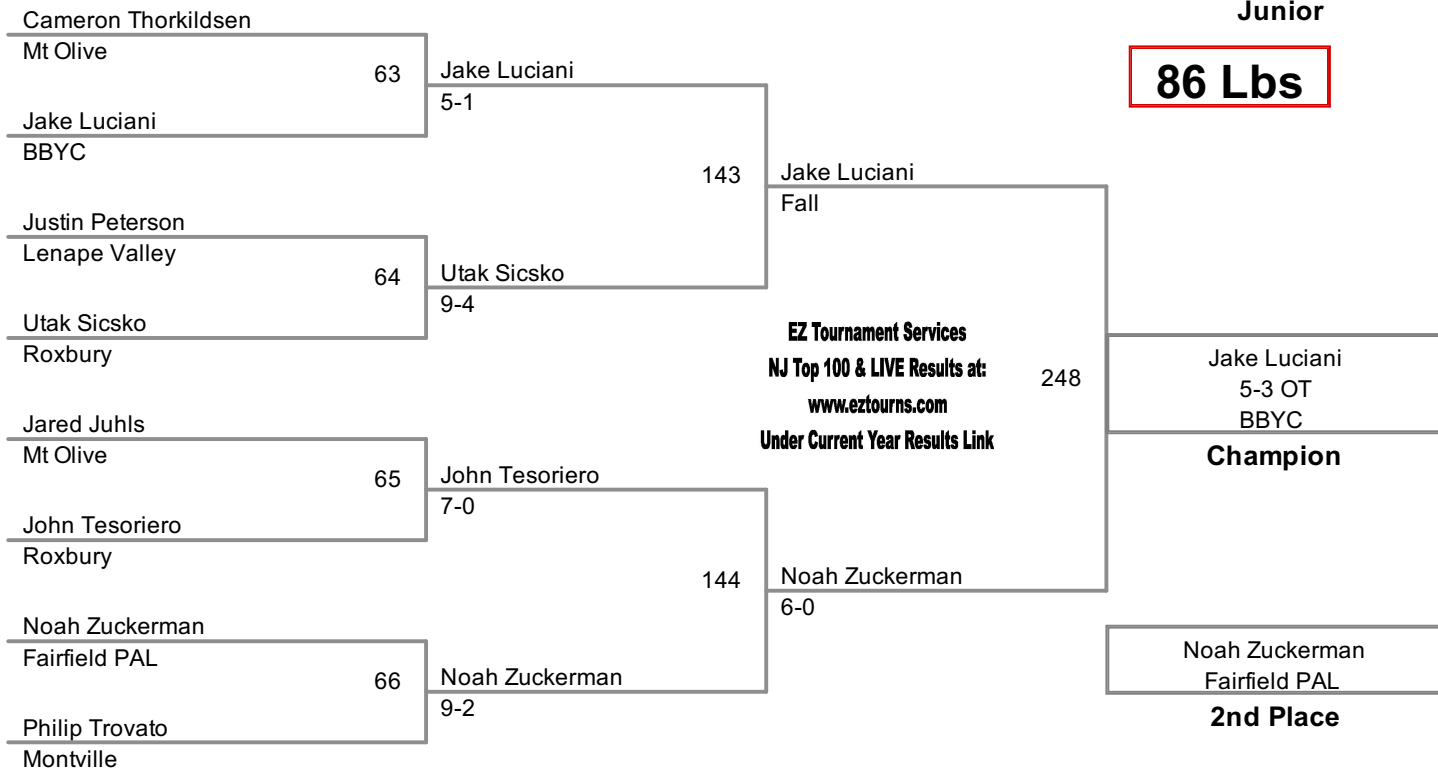 Junior
86 Lbs
Cameron Thorkildsen
Mt Olive
63
Jake Luciani
5-1
Jake Luciani
BBYC
143
Jake Luciani
Fall
Justin Peterson
Lenape Valley
64
Utak Sicsko
9-4
Utak Sicsko
Roxbury
EZ Tournament Services
NJ Top 100 & LIVE Results at:
www.eztourns.com
Under Current Year Results Link
248
Jake Luciani
5-3 OT
BBYC
Champion
Jared Juhls
Mt Olive
65
John Tesoriero
7-0
John Tesoriero
Roxbury
144
Noah Zuckerman
6-0
Noah Zuckerman
Fairfield PAL
66
Noah Zuckerman
9-2
Philip Trovato
Montville
Noah Zuckerman
Fairfield PAL
2nd Place